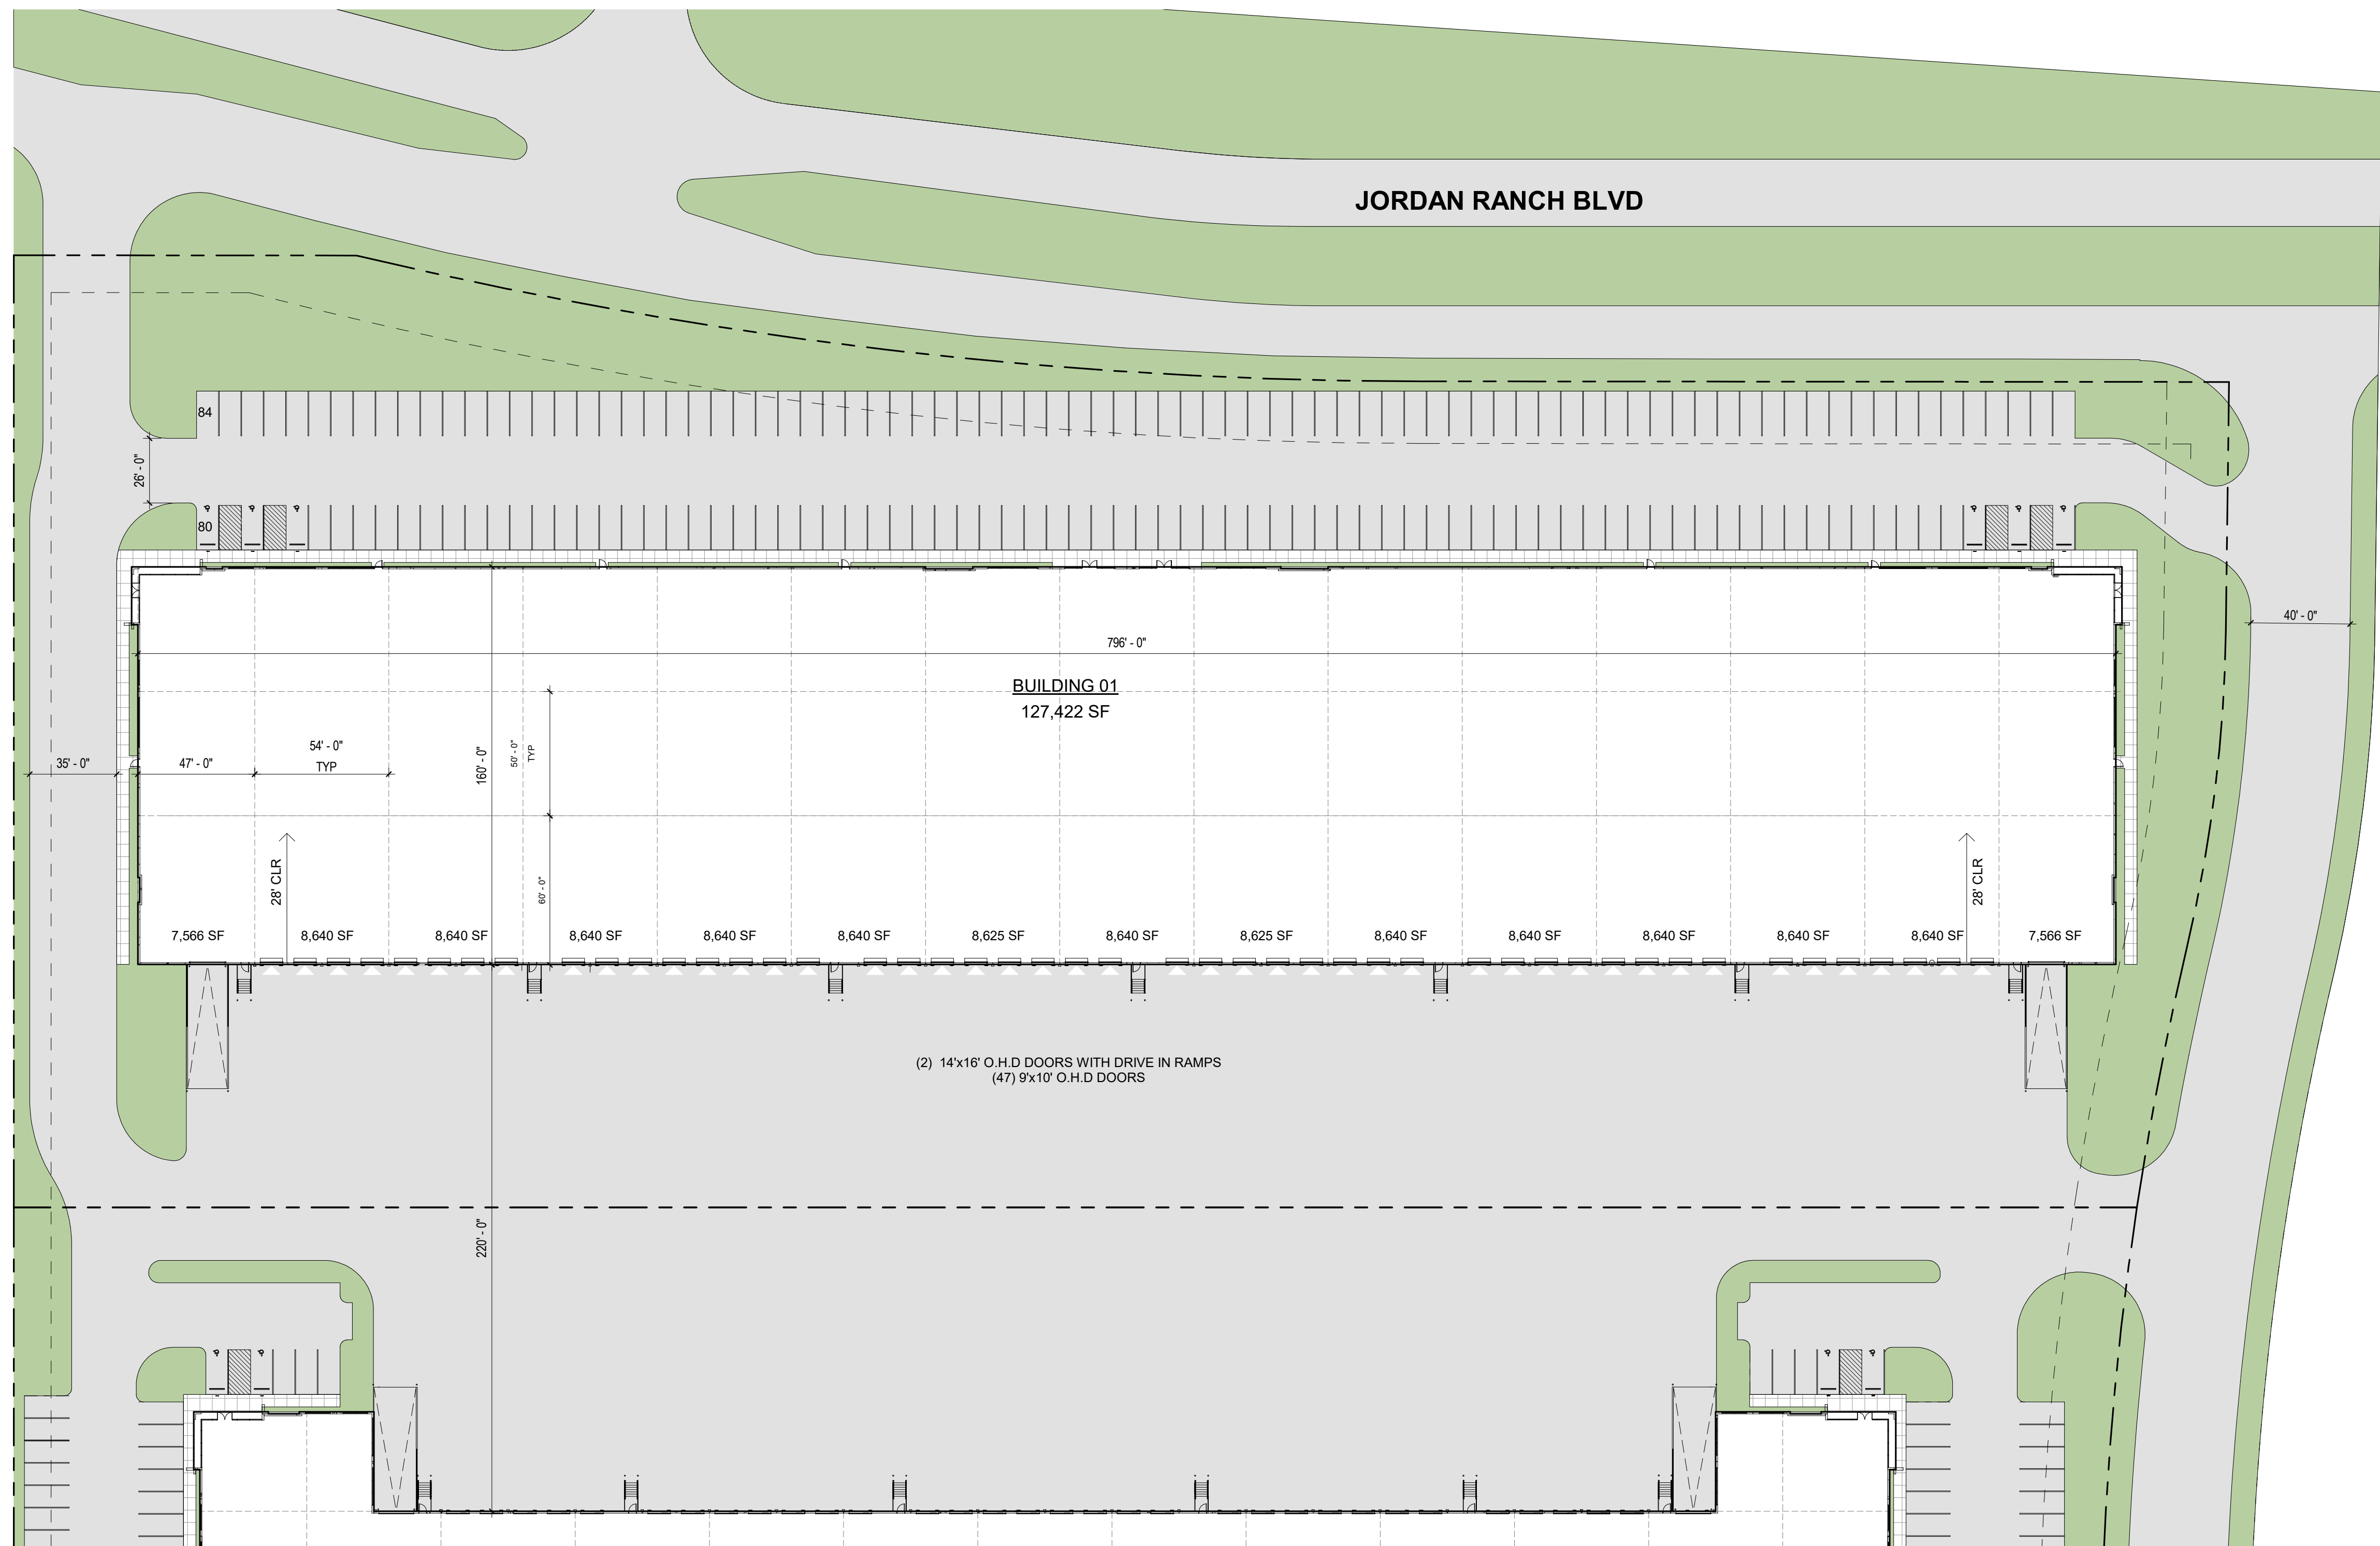 JORDAN RANCH BLVD
84
26' - 0"
80
40' - 0"
796' - 0"
BUILDING 01
127,422 SF
54' - 0"
TYP
47' - 0"
35' - 0"
160' - 0"
50' - 0"
TYP
28' CLR
60' - 0"
28' CLR
7,566 SF
8,640 SF
8,640 SF
8,640 SF
8,640 SF
8,640 SF
8,625 SF
8,640 SF
8,625 SF
8,640 SF
8,640 SF
8,640 SF
8,640 SF
8,640 SF
7,566 SF
(2) 14'x16' O.H.D DOORS WITH DRIVE IN RAMPS
(47) 9'x10' O.H.D DOORS
220' - 0"